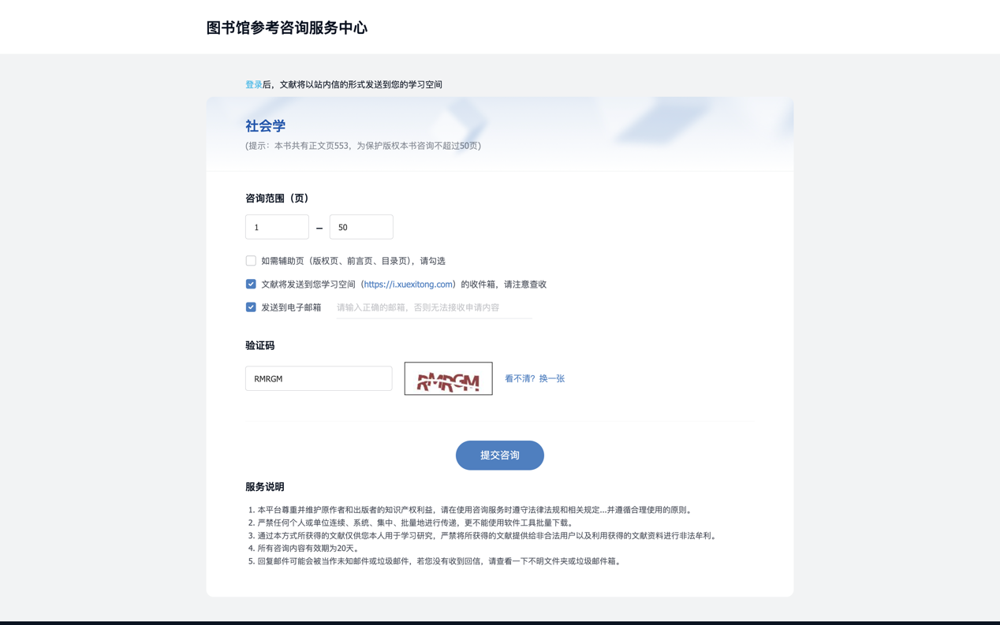 图书馆参考咨询服务中心
登录后，文献将以站内信的形式发送到您的学习空间
社会学
(提示：本书共有正文页553，为保护版权本书咨询不超过50页)
咨询范围（页）
1 – 50
如需辅助页（版权页、前言页、目录页），请勾选
文献将发送到您学习空间（https://i.xuexitong.com）的收件箱，请注意查收
发送到电子邮箱 请输入正确的邮箱，否则无法接收申请内容
验证码
RMRGM RMRGM 看不清？换一张
提交咨询
服务说明
1. 本平台尊重并维护原作者和出版者的知识产权利益，请在使用咨询服务时遵守法律法规和相关规定...并遵循合理使用的原则。
2. 严禁任何个人或单位连续、系统、集中、批量地进行传递，更不能使用软件工具批量下载。
3. 通过本方式所获得的文献仅供您本人用于学习研究，严禁将所获得的文献提供给非合法用户以及利用获得的文献资料进行非法牟利。
4. 所有咨询内容有效期为20天。
5. 回复邮件可能会被当作未知邮件或垃圾邮件，若您没有收到回信，请查看一下不明文件夹或垃圾邮件箱。